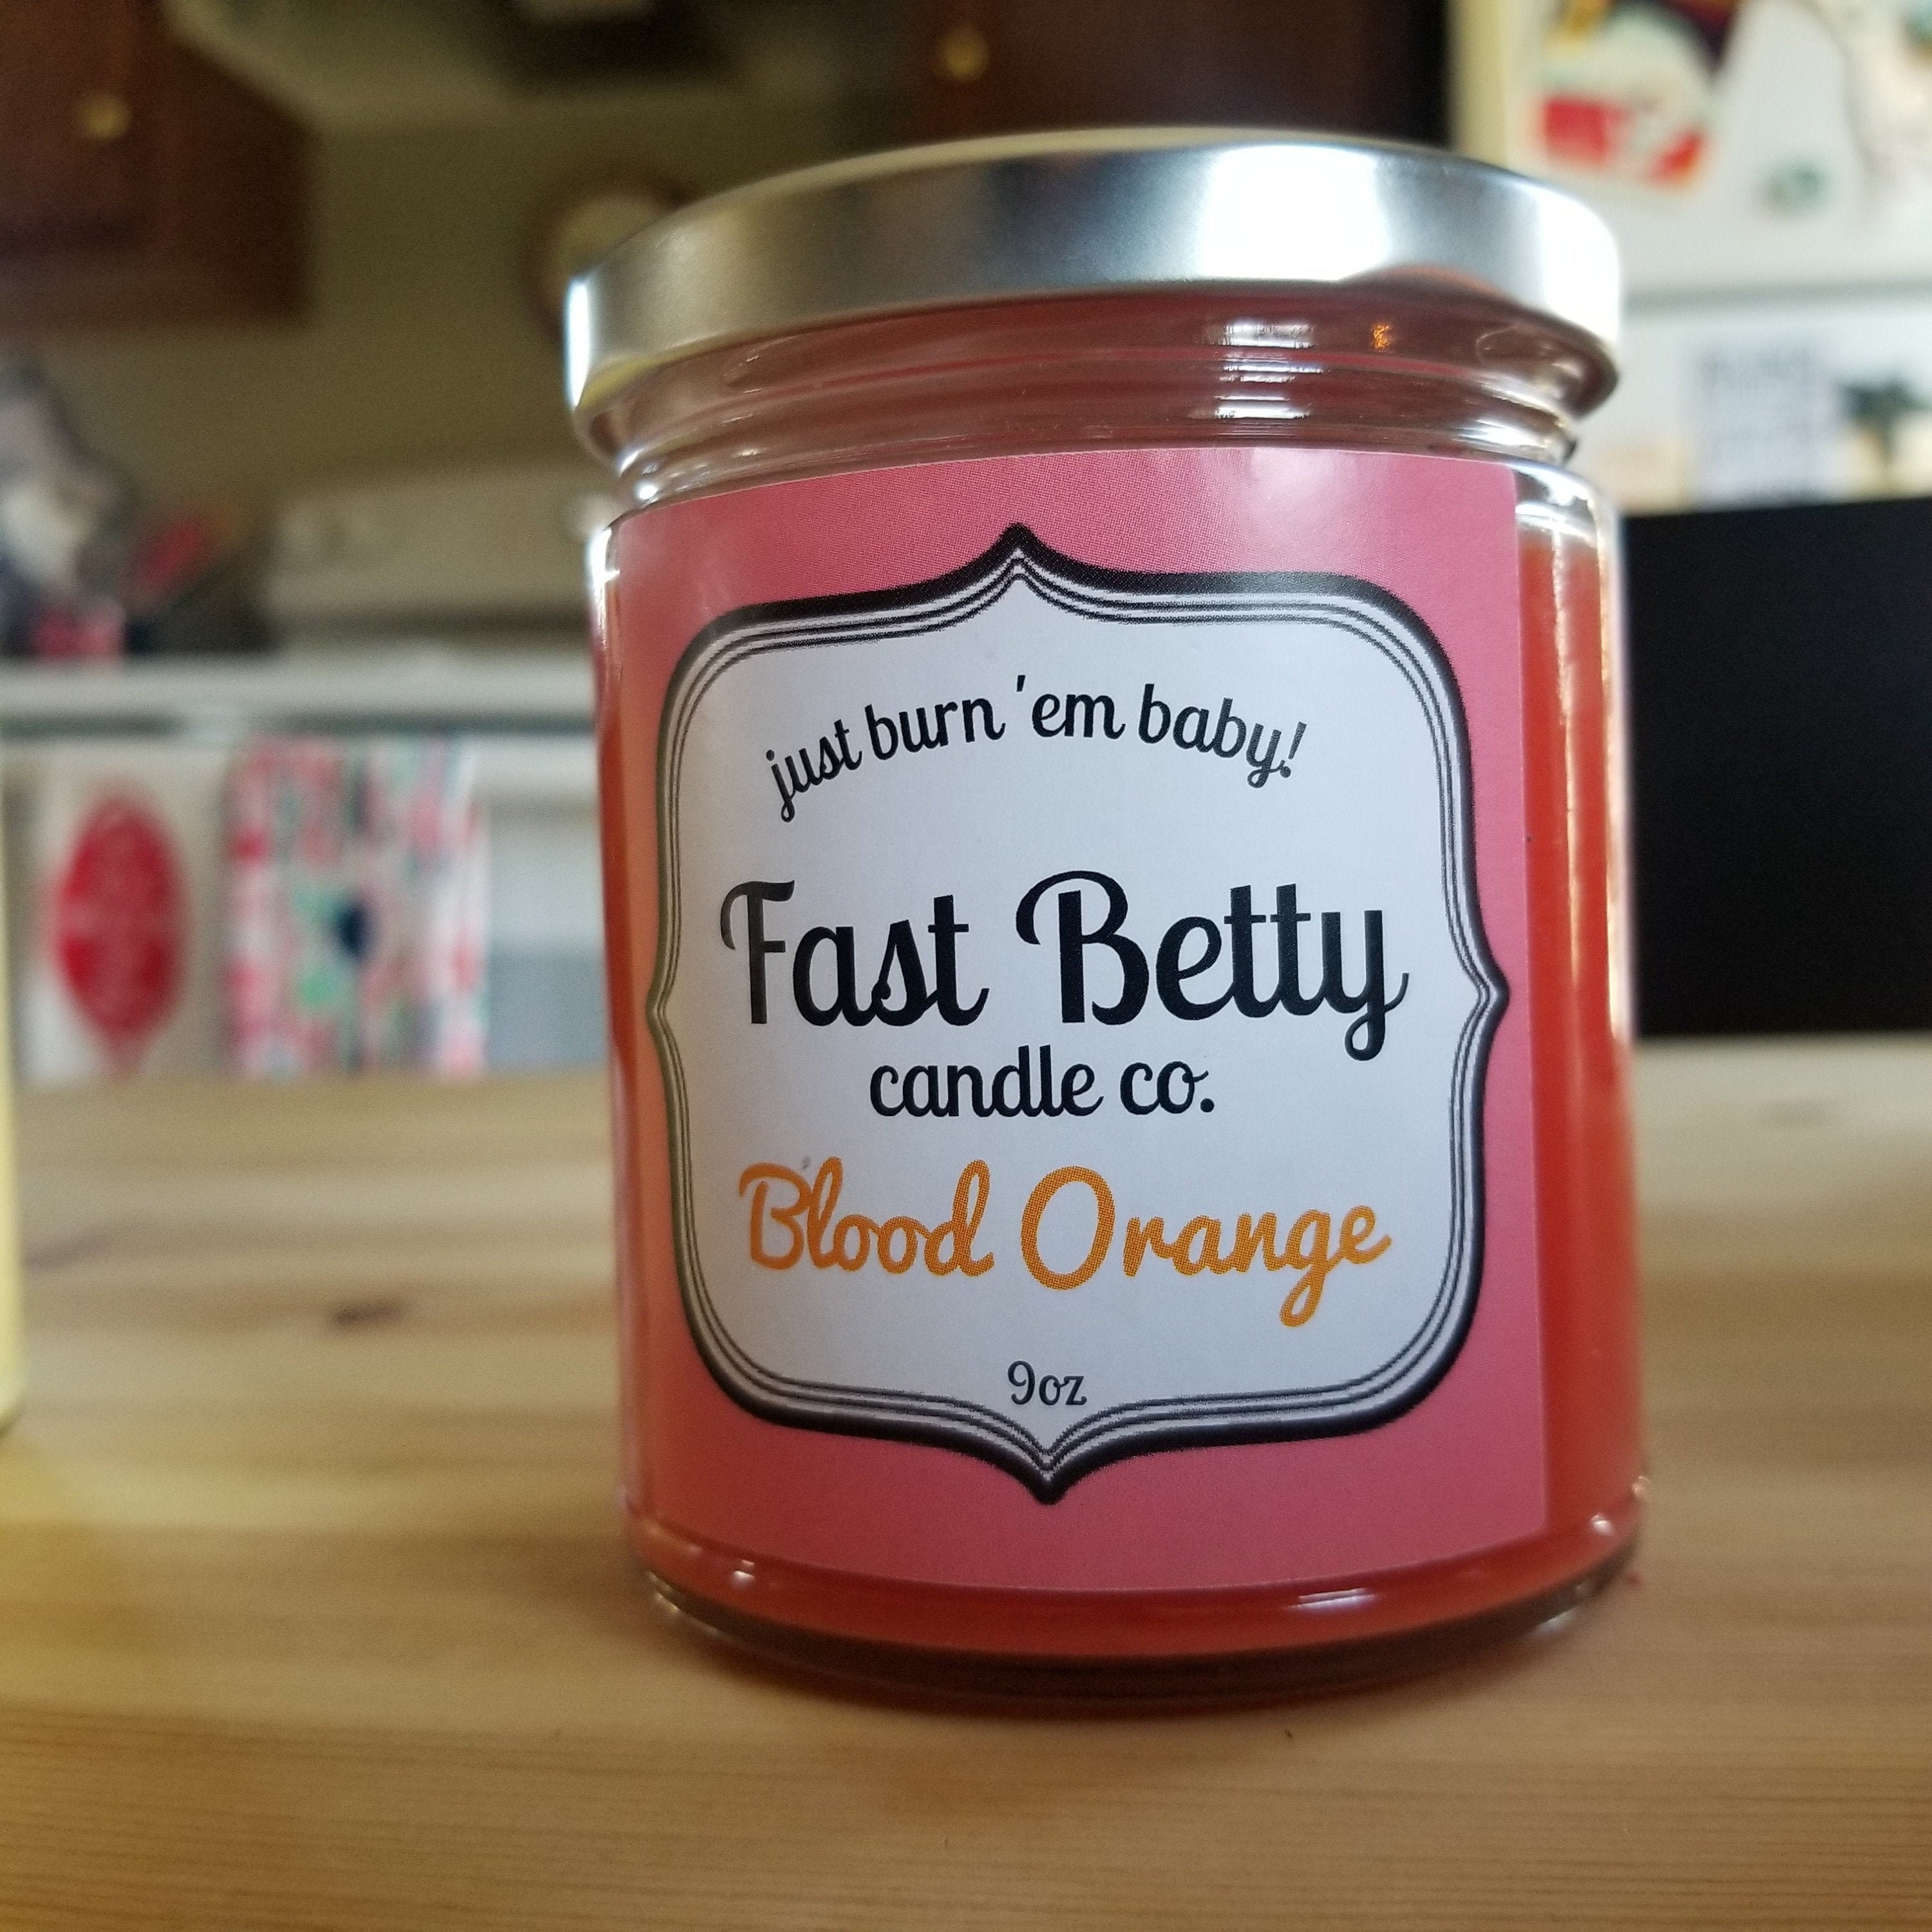 just burn 'em baby!
Fast Betty
candle co.
Blood Orange
9oz